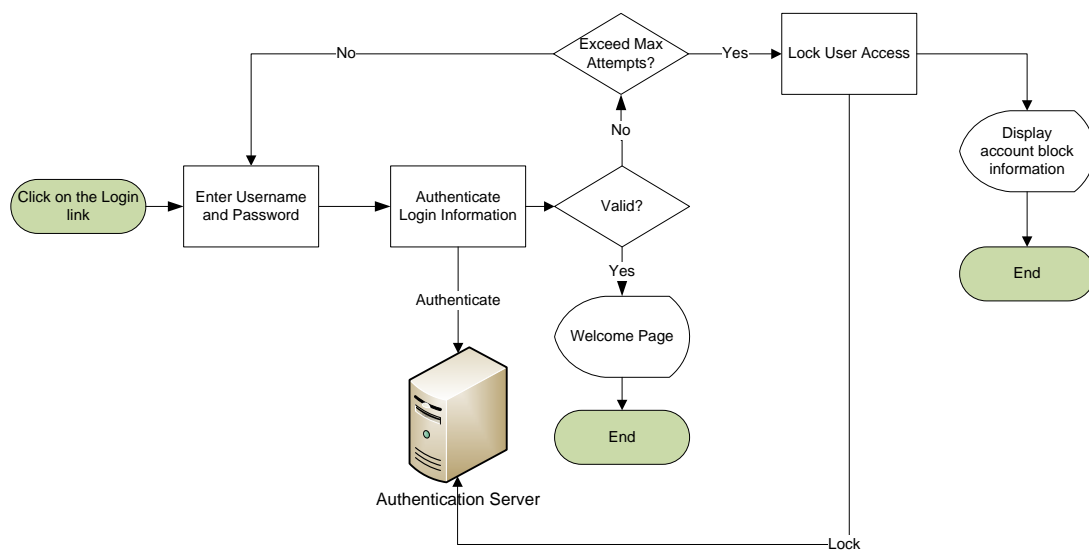 Exceed Max
Attempts?
No
Yes
Lock User Access
No
Display
account block
information
Click on the Login
link
Enter Username
and Password
Authenticate
Login Information
Valid?
End
Yes
Authenticate
Welcome Page
End
Authentication Server
Lock